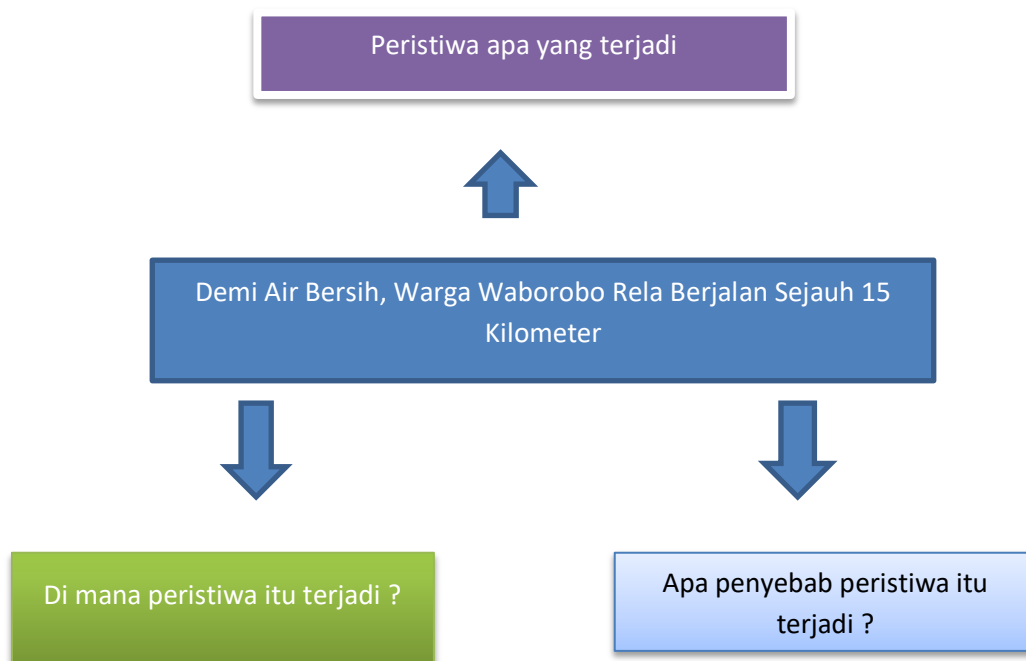 Peristiwa apa yang terjadi
Demi Air Bersih, Warga Waborobo Rela Berjalan Sejauh 15
Kilometer
Di mana peristiwa itu terjadi ?
Apa penyebab peristiwa itu
terjadi ?